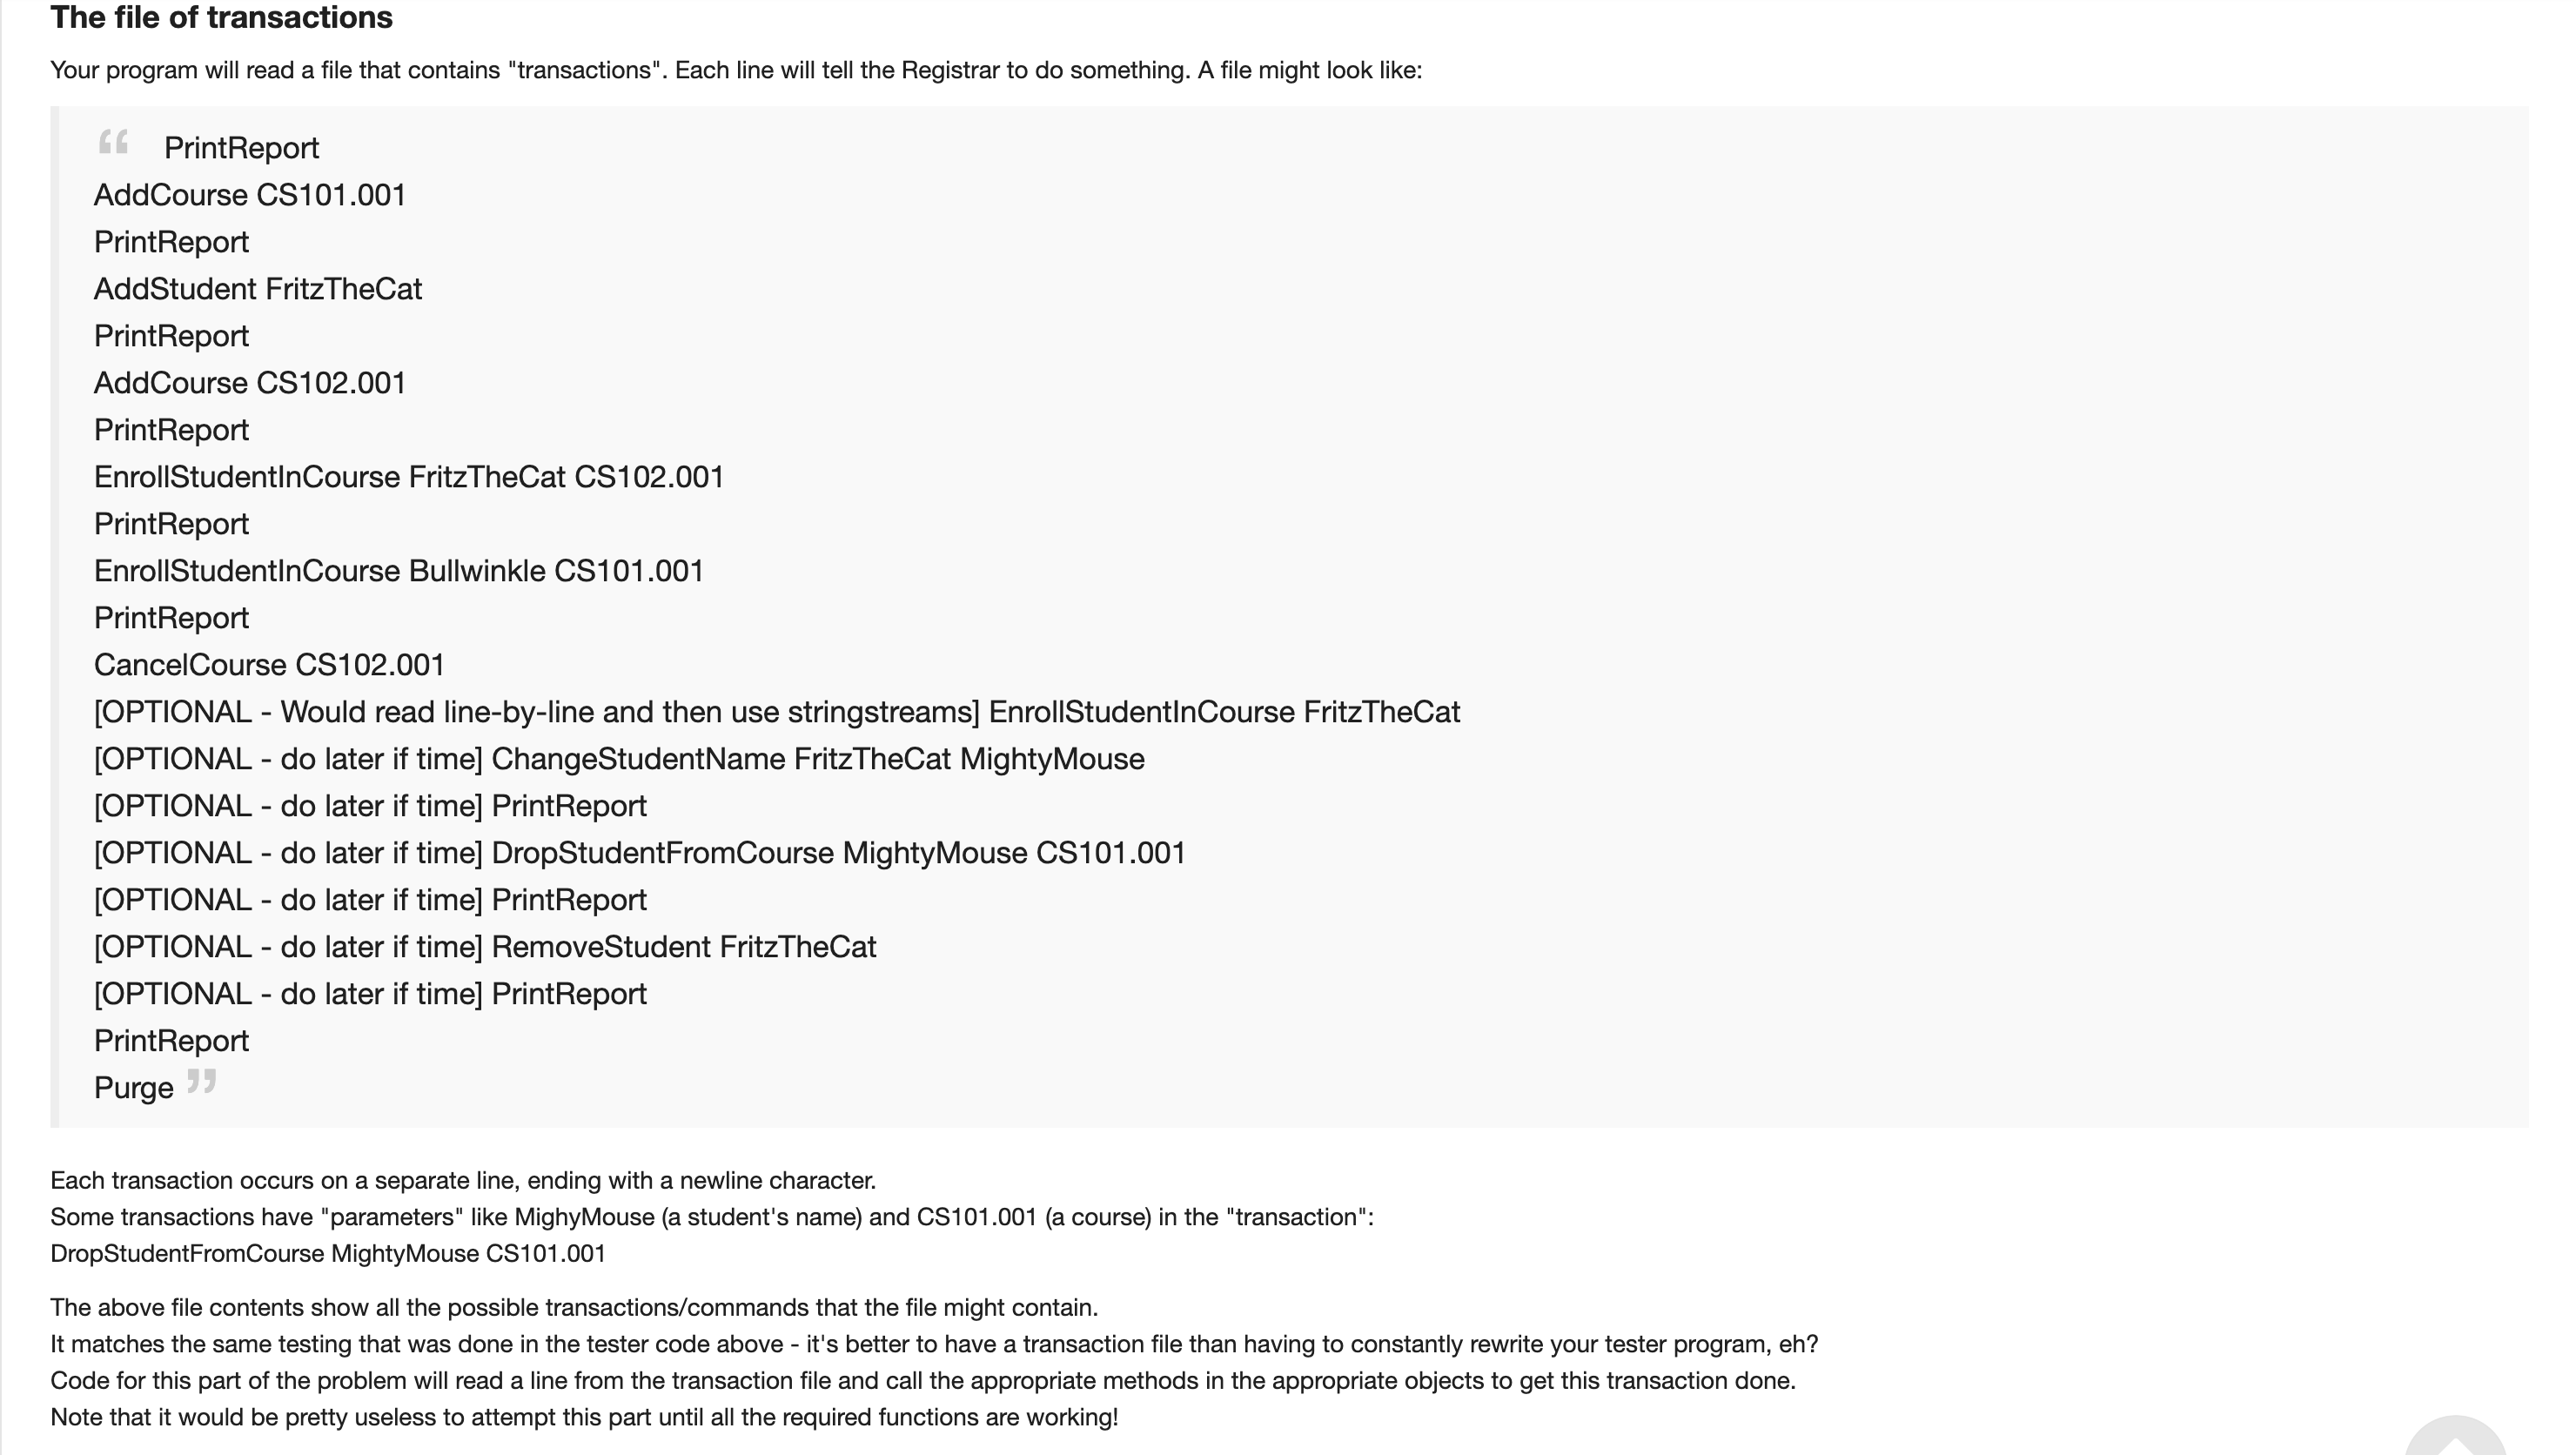 The file of transactions
Your program will read a file that contains "transactions". Each line will tell the Registrar to do something. A file might look like:
“ PrintReport
AddCourse CS101.001
PrintReport
AddStudent FritzTheCat
PrintReport
AddCourse CS102.001
PrintReport
EnrollStudentInCourse FritzTheCat CS102.001
PrintReport
EnrollStudentInCourse Bullwinkle CS101.001
PrintReport
CancelCourse CS102.001
[OPTIONAL - Would read line-by-line and then use stringstreams] EnrollStudentInCourse FritzTheCat
[OPTIONAL - do later if time] ChangeStudentName FritzTheCat MightyMouse
[OPTIONAL - do later if time] PrintReport
[OPTIONAL - do later if time] DropStudentFromCourse MightyMouse CS101.001
[OPTIONAL - do later if time] PrintReport
[OPTIONAL - do later if time] RemoveStudent FritzTheCat
[OPTIONAL - do later if time] PrintReport
PrintReport
Purge ”
Each transaction occurs on a separate line, ending with a newline character.
Some transactions have "parameters" like MighyMouse (a student's name) and CS101.001 (a course) in the "transaction":
DropStudentFromCourse MightyMouse CS101.001
The above file contents show all the possible transactions/commands that the file might contain.
It matches the same testing that was done in the tester code above - it's better to have a transaction file than having to constantly rewrite your tester program, eh?
Code for this part of the problem will read a line from the transaction file and call the appropriate methods in the appropriate objects to get this transaction done.
Note that it would be pretty useless to attempt this part until all the required functions are working!